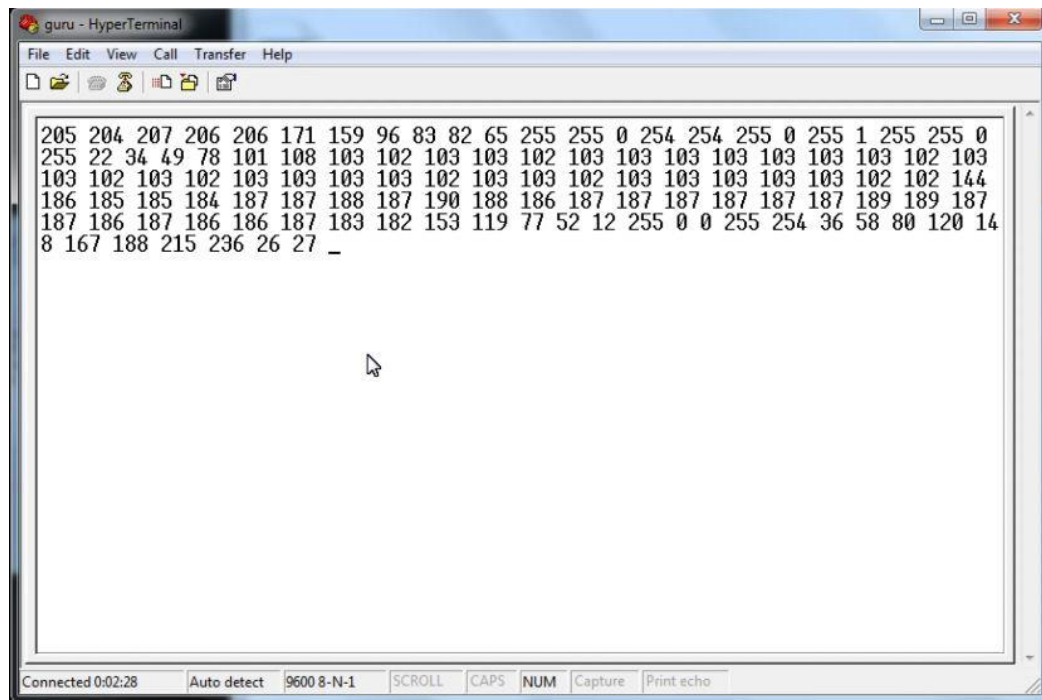 guru - HyperTerminal
File Edit View Call Transfer Help
205 204 207 206 206 171 159 96 83 82 65 255 255 0 254 254 255 0 255 1 255 255 0
255 22 34 49 78 101 108 103 102 103 103 102 103 103 103 103 103 103 103 102 103
103 102 103 102 103 103 103 103 102 103 103 102 103 103 103 103 103 102 102 144
186 185 185 184 187 187 188 187 190 188 186 187 187 187 187 187 187 189 189 187
187 186 187 186 186 187 183 182 153 119 77 52 12 255 0 0 255 254 36 58 80 120 14
8 167 188 215 236 26 27 _
Connected 0:02:28 Auto detect 9600 8-N-1 SCROLL CAPS NUM Capture Print echo